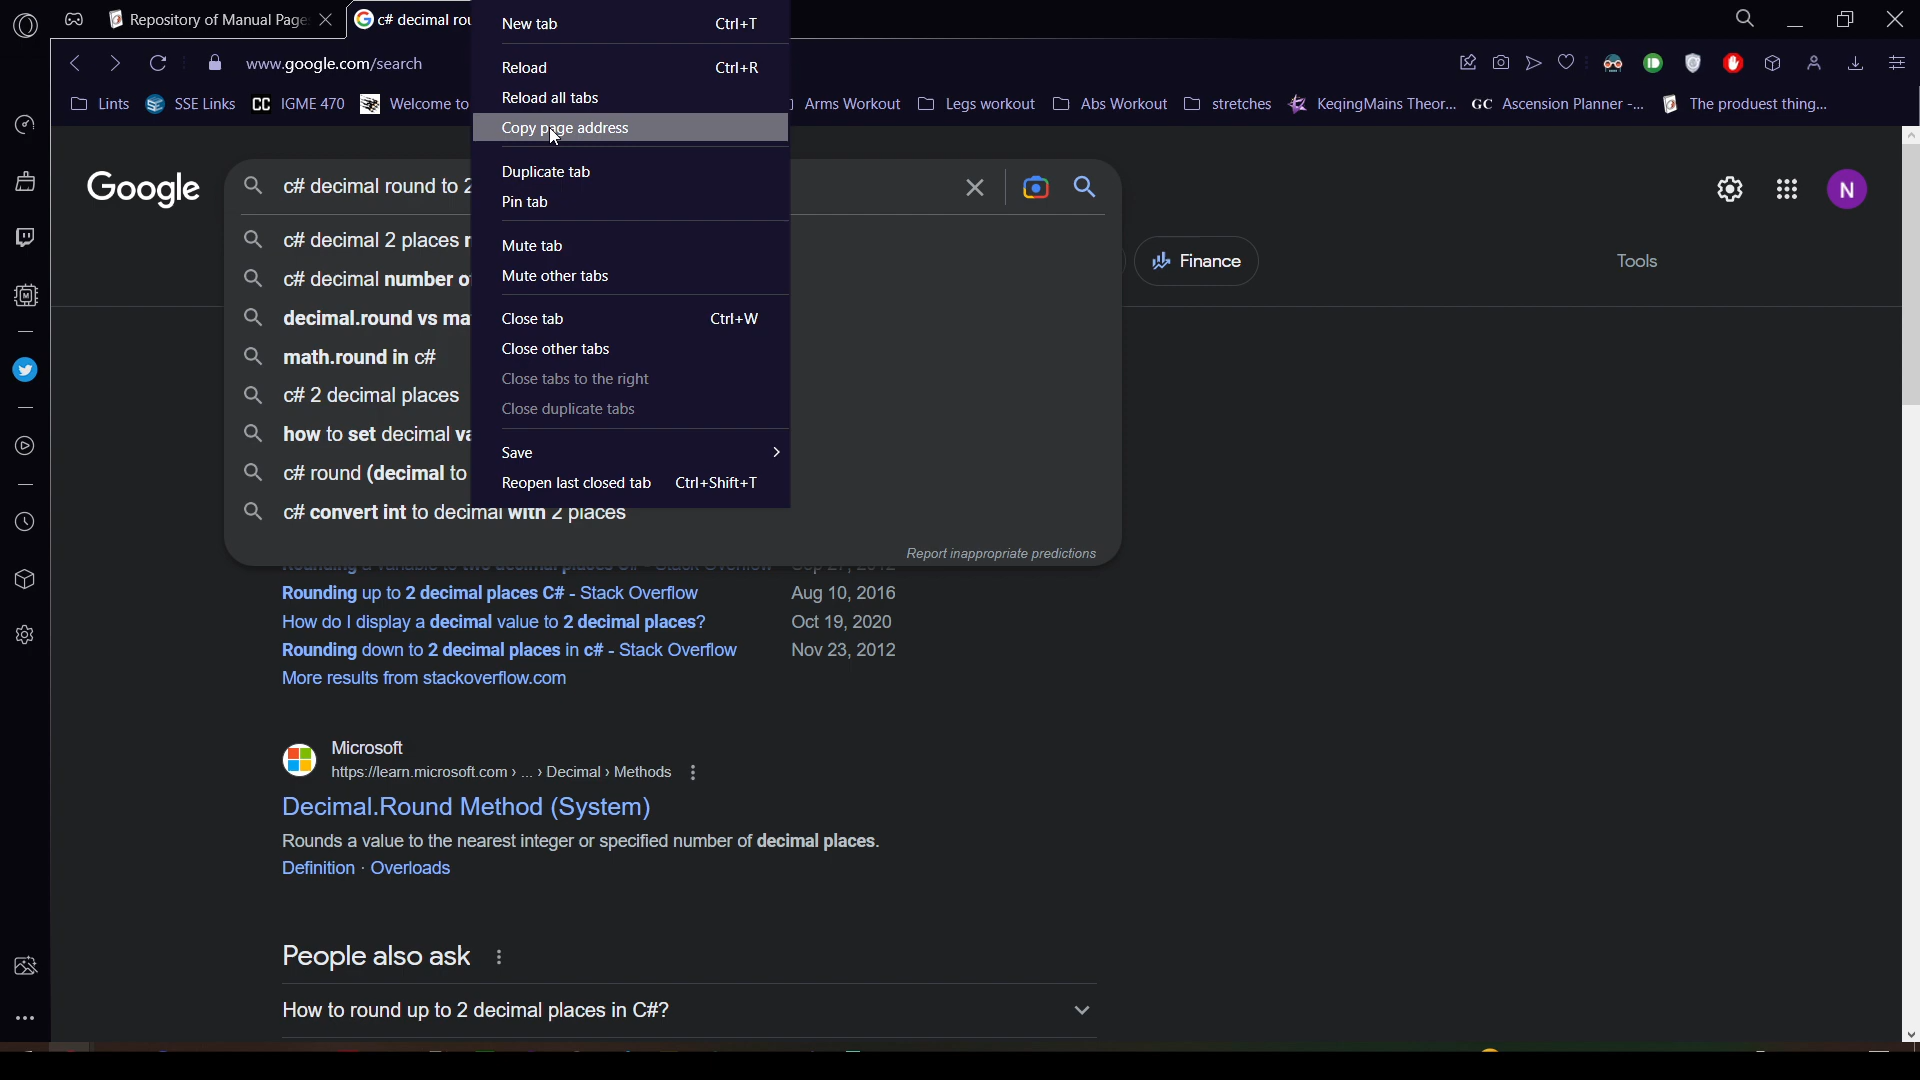 Repository of Manual Page
c# decimal rou
www.google.com/search
Lints
SSE Links
CC IGME 470
Welcome to
Arms Workout
Legs workout
Abs Workout
stretches
KeqingMains Theor...
GC Ascension Planner -...
The produest thing...
New tab Ctrl+T
Reload Ctrl+R
Reload all tabs
Copy page address
Duplicate tab
Pin tab
Mute tab
Mute other tabs
Close tab Ctrl+W
Close other tabs
Close tabs to the right
Close duplicate tabs
Save
Reopen last closed tab Ctrl+Shift+T
Google
c# decimal round to 2
N
c# decimal 2 places
c# decimal number
decimal.round vs ma
math.round in c#
c# 2 decimal places
how to set decimal va
c# round (decimal to
c# convert int to decimal with 2 places
Report inappropriate predictions
Finance
Tools
Rounding up to 2 decimal places C# - Stack Overflow Aug 10, 2016
How do I display a decimal value to 2 decimal places? Oct 19, 2020
Rounding down to 2 decimal places in c# - Stack Overflow Nov 23, 2012
More results from stackoverflow.com
Microsoft
https://learn.microsoft.com › ... › Decimal › Methods
Decimal.Round Method (System)
Rounds a value to the nearest integer or specified number of decimal places.
Definition · Overloads
People also ask
How to round up to 2 decimal places in C#?